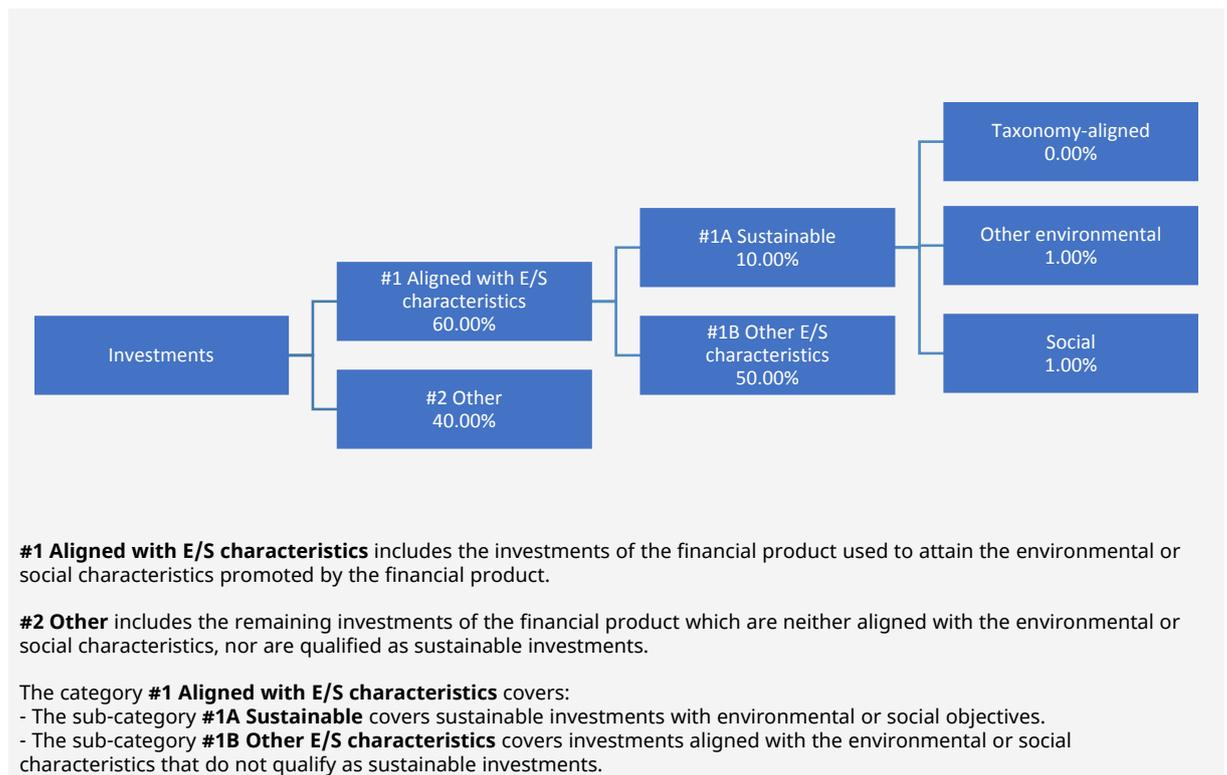 Taxonomy-aligned
0.00%
Other environmental
1.00%
Social
1.00%
#1A Sustainable
10.00%
#1B Other E/S
characteristics
50.00%
#1 Aligned with E/S
characteristics
60.00%
#2 Other
40.00%
Investments
#1 Aligned with E/S characteristics includes the investments of the financial product used to attain the environmental or
social characteristics promoted by the financial product.
#2 Other includes the remaining investments of the financial product which are neither aligned with the environmental or
social characteristics, nor are qualified as sustainable investments.
The category #1 Aligned with E/S characteristics covers:
- The sub-category #1A Sustainable covers sustainable investments with environmental or social objectives.
- The sub-category #1B Other E/S characteristics covers investments aligned with the environmental or social
characteristics that do not qualify as sustainable investments.